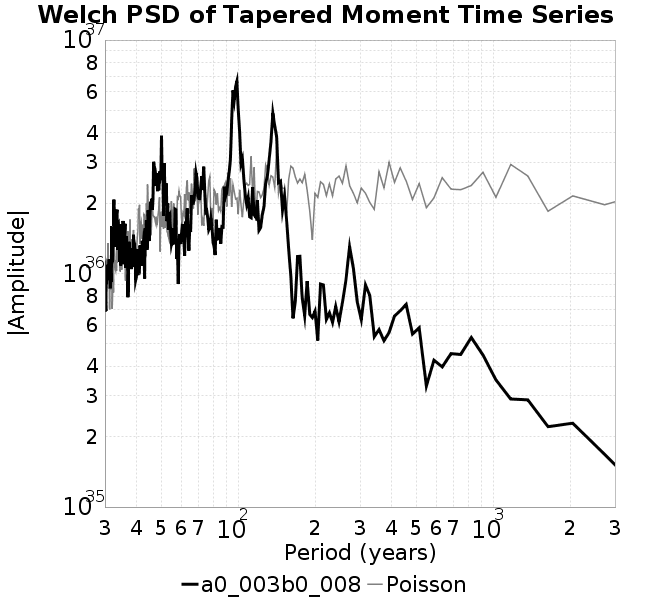 Welch PSD of Tapered Moment Time Series
10^37
8
6
4
3
2
10^36
8
6
4
3
2
10^35
|Amplitude|
3 4 5 6 7 10^2 2 3 4 5 6 7 10^3 2 3
Period (years)
a0_003b0_008 Poisson